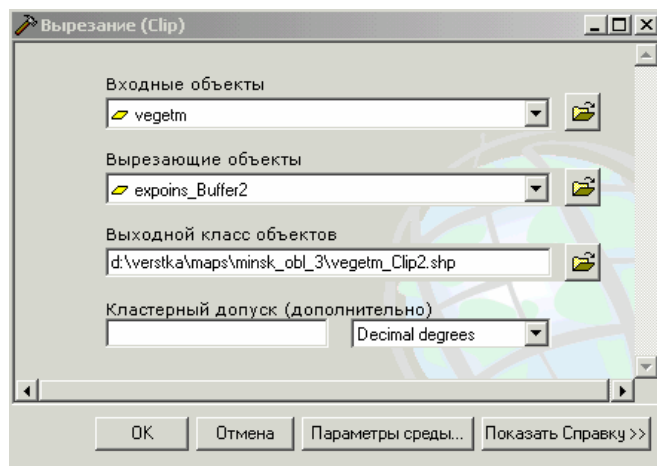 Вырезание (Clip)
Входные объекты
vegetm
Вырезающие объекты
expoins_Buffer2
Выходной класс объектов
d:\verstka\maps\minsk_obl_3\vegetm_Clip2.shp
Кластерный допуск (дополнительно)
Decimal degrees
OK Отмена Параметры среды... Показать Справку >>